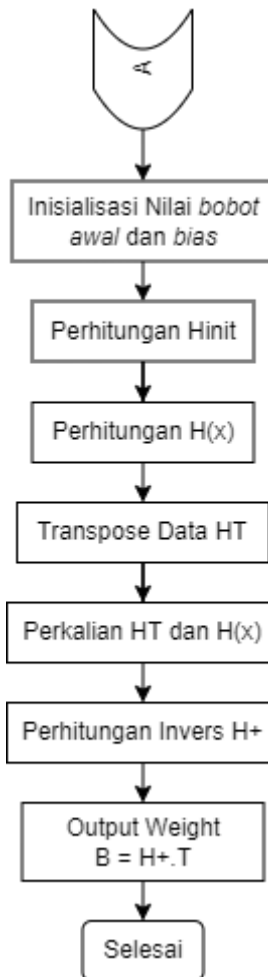 A
Inisialisasi Nilai bobot
awal dan bias
Perhitungan Hinit
Perhitungan H(x)
Transpose Data HT
Perkalian HT dan H(x)
Perhitungan Invers H+
Output Weight
B = H+.T
Selesai